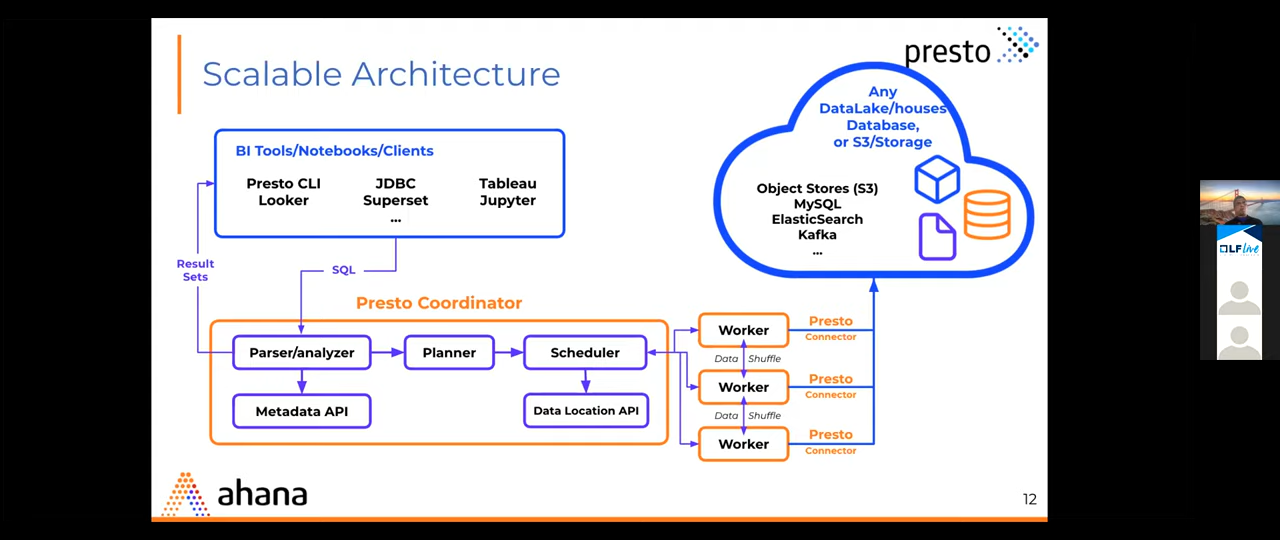 presto
Scalable Architecture
Any
DataLake/houses
Database,
or S3/Storage
BI Tools/Notebooks/Clients
Presto CLI
Looker
JDBC
Superset
...
Tableau
Jupyter
Object Stores (S3)
MySQL
ElasticSearch
Kafka
...
Result
Sets
SQL
Presto Coordinator
Parser/analyzer
Planner
Scheduler
Metadata API
Data Location API
Worker
Presto
Connector
Data Shuffle
Worker
Presto
Connector
Data Shuffle
Worker
Presto
Connector
ahana
12
LF Live